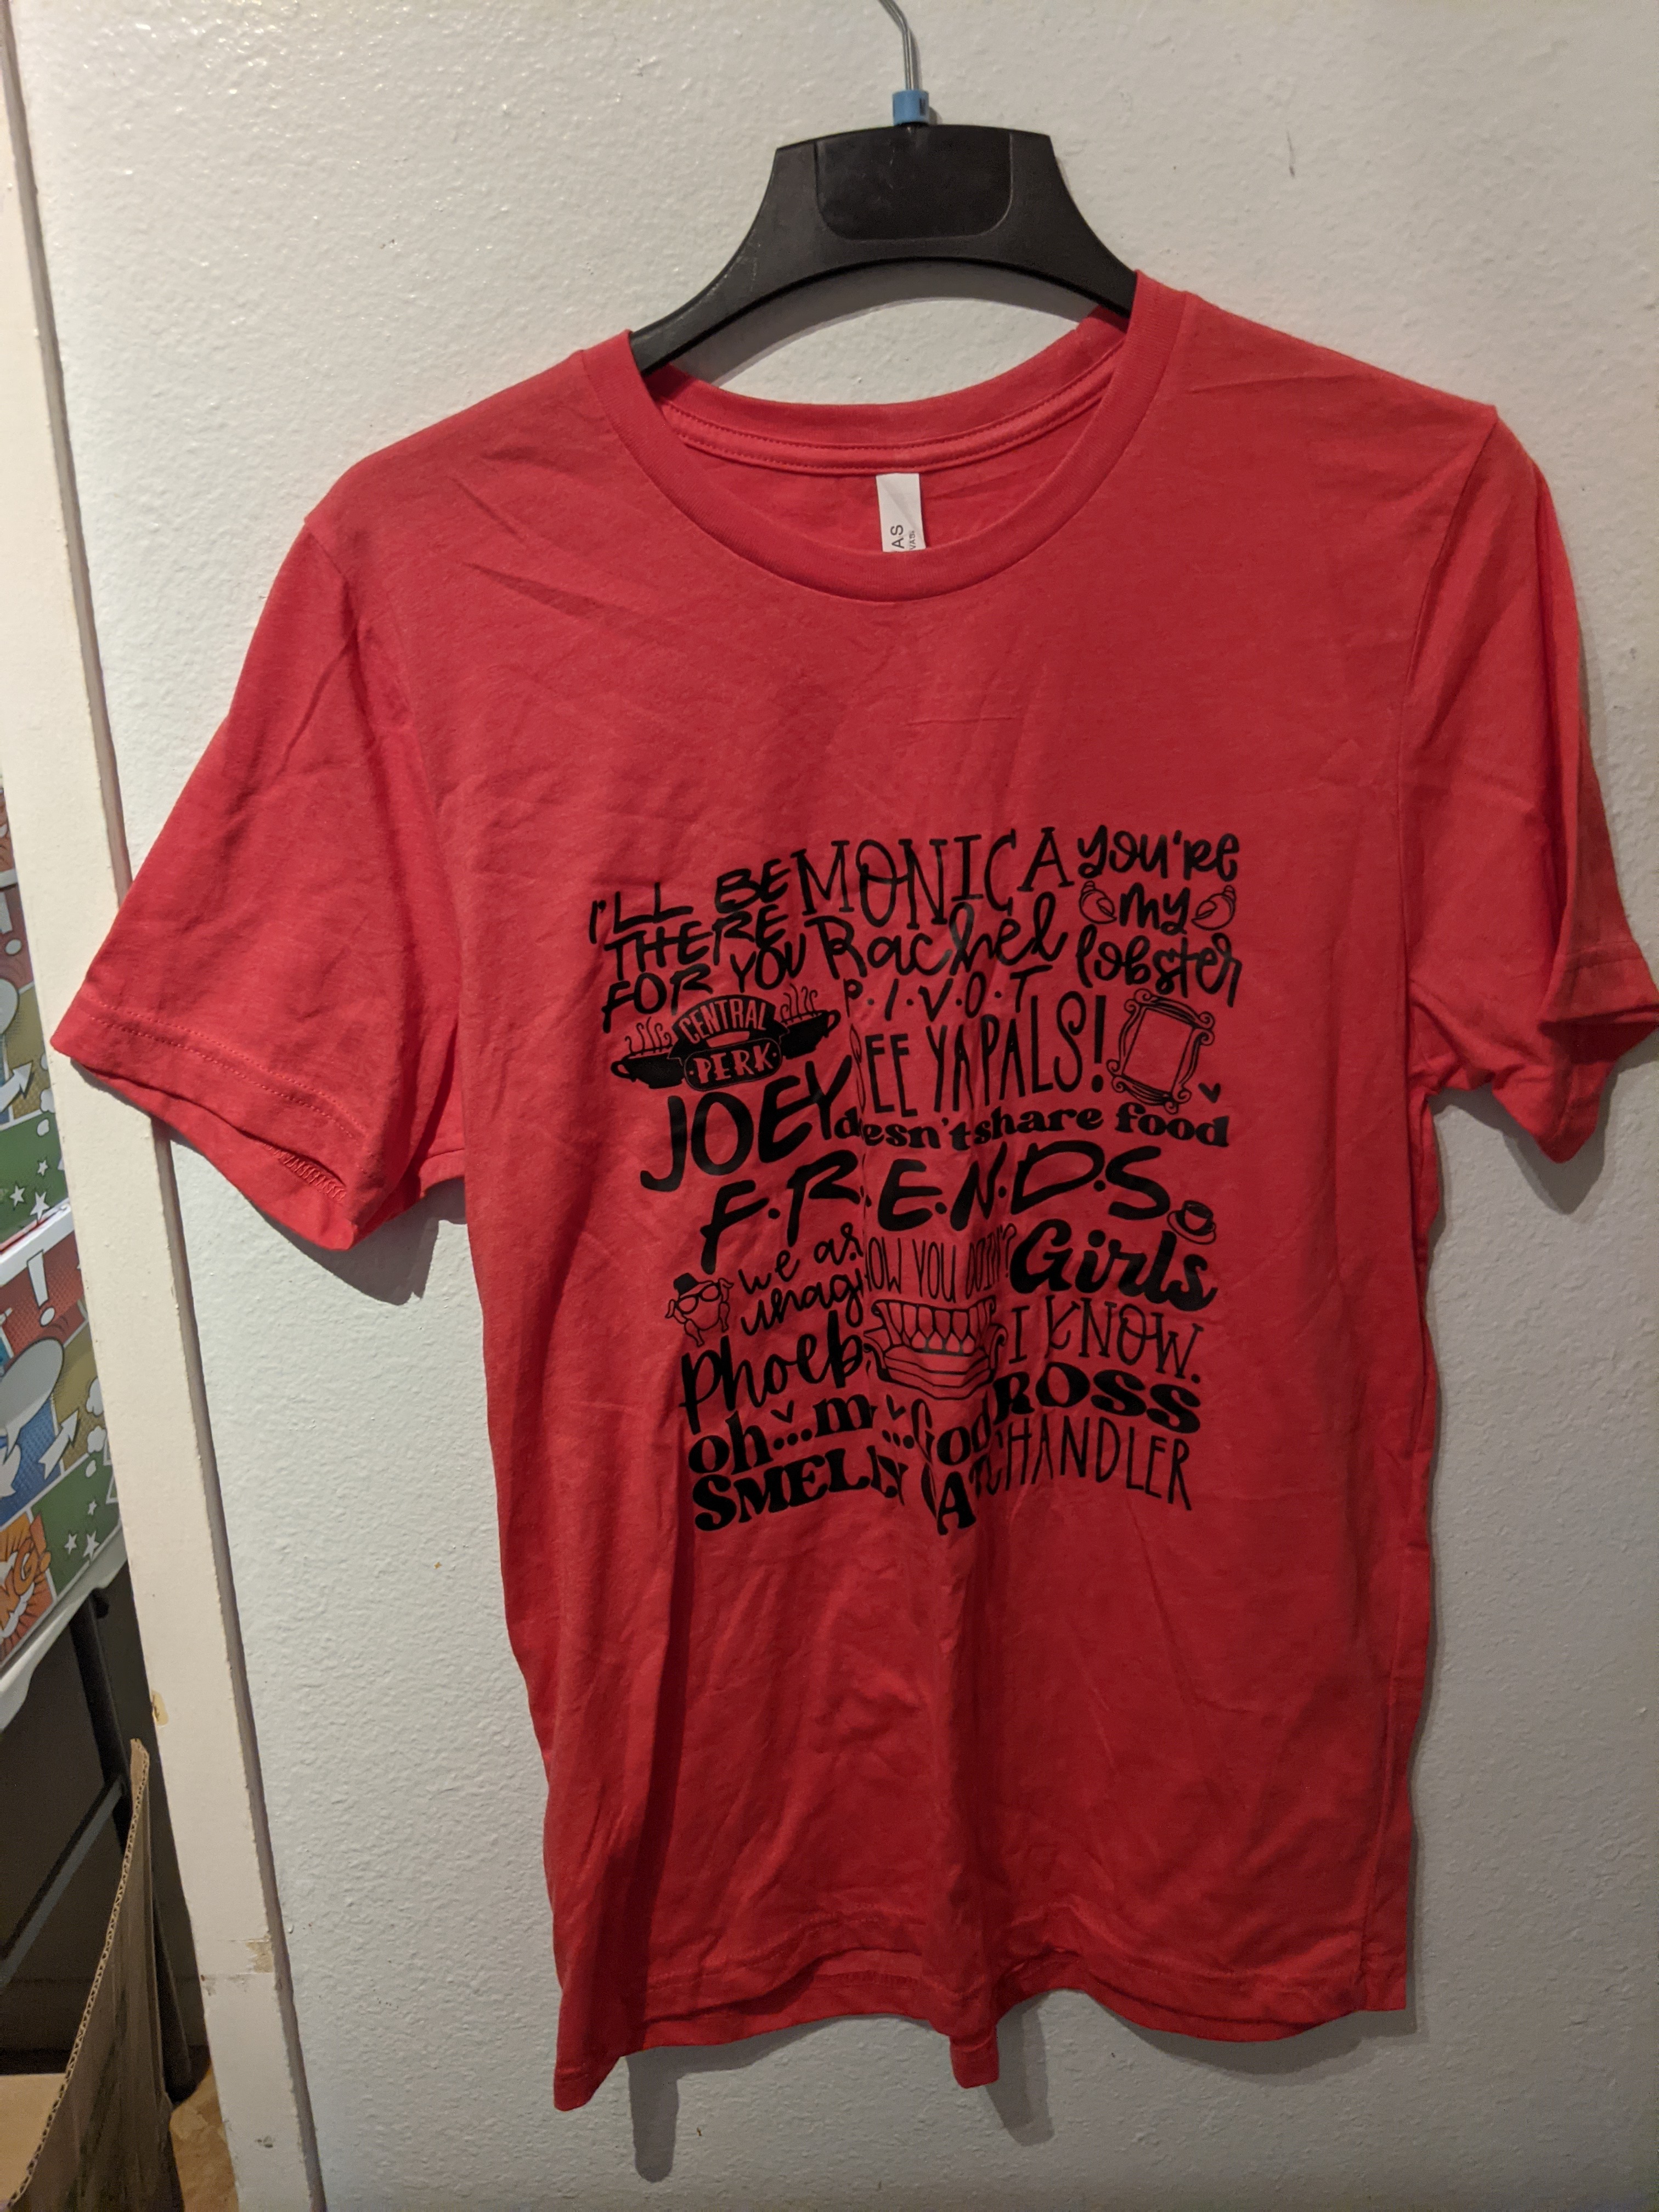 AS
I'LL BE
THERE
FOR YOU
MONICA
Rachel
you're
my
lobster
P.I.V.O.T
CENTRAL
PERK
SEE YA PALS!
JOEY doesn't share food
F.R.I.E.N.D.S
we are
unagi
HOW YOU DOIN'?
Girls
I KNOW.
Phoebe
ROSS
oh...my...God
CHANDLER
SMELLY CAT